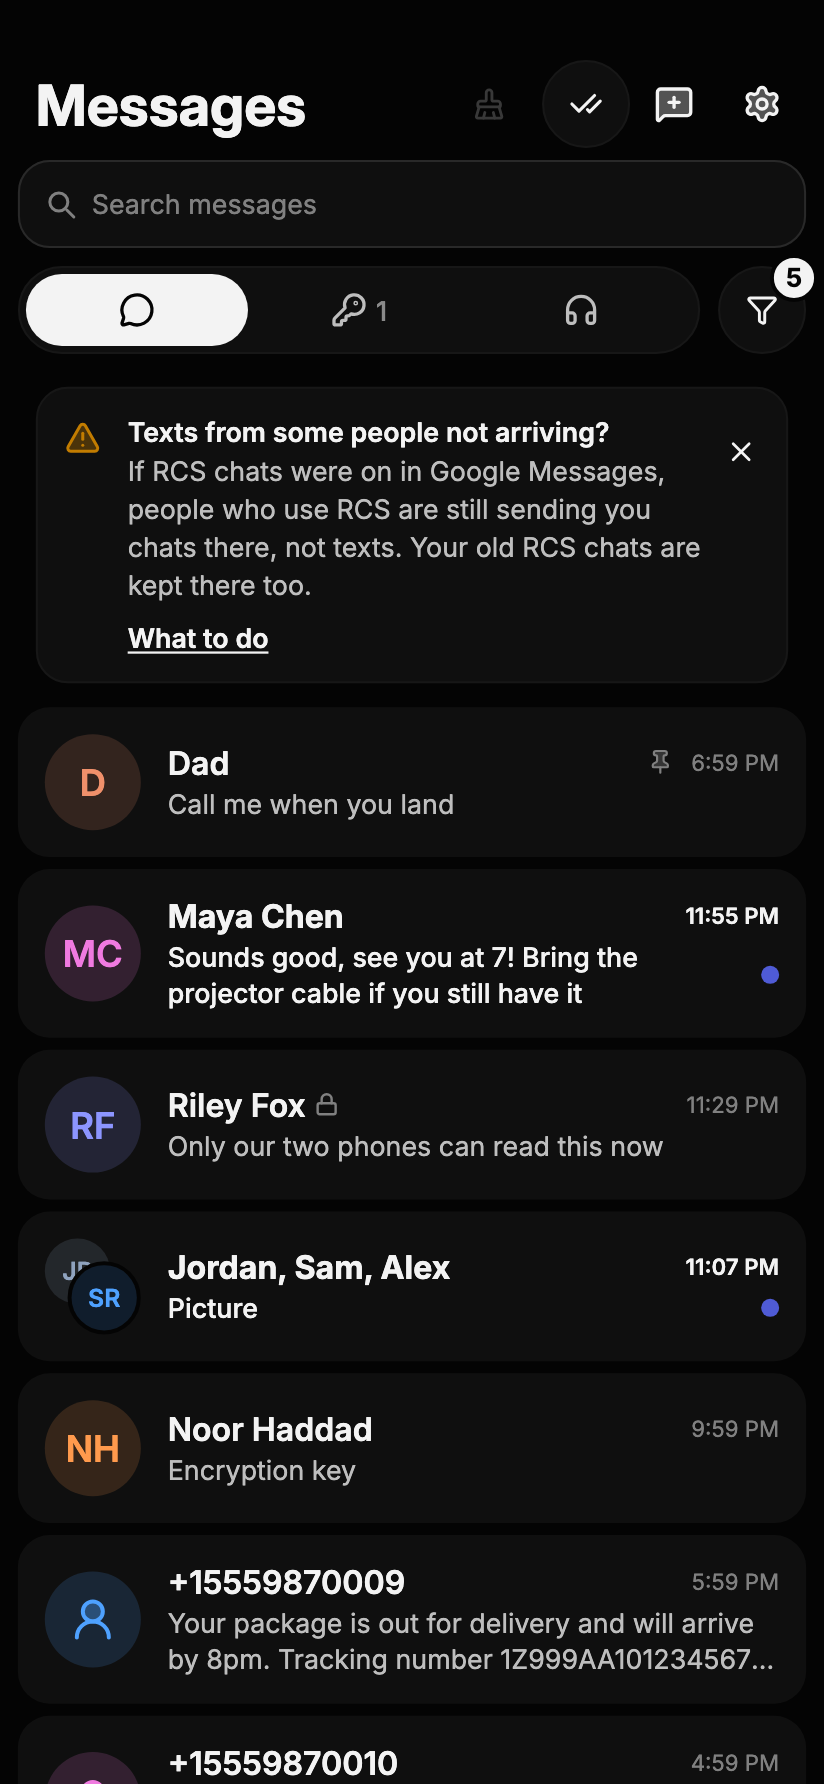 Messages
Search messages
1
5
Texts from some people not arriving?
If RCS chats were on in Google Messages,
people who use RCS are still sending you
chats there, not texts. Your old RCS chats are
kept there too.
What to do
D
Dad
6:59 PM
Call me when you land
MC
Maya Chen
11:55 PM
Sounds good, see you at 7! Bring the
projector cable if you still have it
RF
Riley Fox
11:29 PM
Only our two phones can read this now
SR
Jordan, Sam, Alex
11:07 PM
Picture
NH
Noor Haddad
9:59 PM
Encryption key
+15559870009
5:59 PM
Your package is out for delivery and will arrive
by 8pm. Tracking number 1Z999AA101234567...
+15559870010
4:59 PM